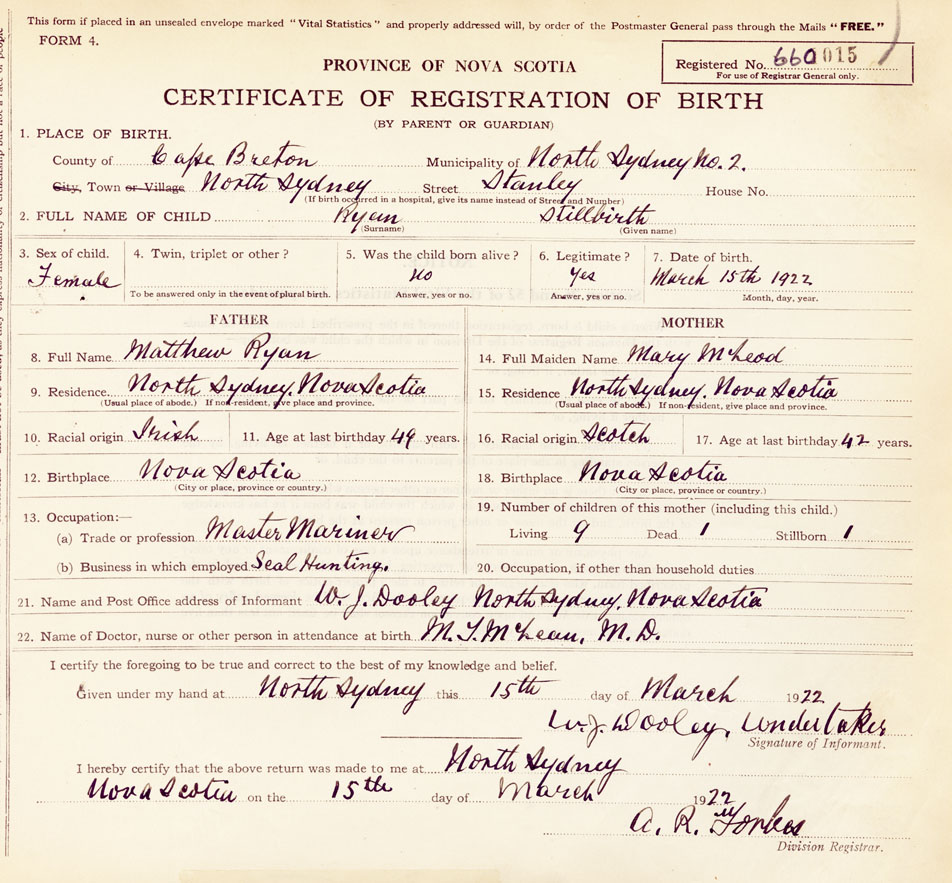 This form if placed in an unsealed envelope marked "Vital Statistics" and properly addressed will, by order of the Postmaster General pass through the Mails "FREE."
FORM 4.
Registered No. 660015
For use of Registrar General only.
PROVINCE OF NOVA SCOTIA
CERTIFICATE OF REGISTRATION OF BIRTH
(BY PARENT OR GUARDIAN)
1. PLACE OF BIRTH.
County of Cape Breton Municipality of North Sydney No. 2.
City, Town or Village North Sydney Street Stanley House No.
(If birth occurred in a hospital, give its name instead of Street and Number)
2. FULL NAME OF CHILD Ryan Stillbirth
(Surname) (Given name)
3. Sex of child. 4. Twin, triplet or other? 5. Was the child born alive? 6. Legitimate? 7. Date of birth.
Female no Yes March 15th 1922
To be answered only in the event of plural birth. Answer, yes or no. Answer, yes or no. Month, day, year.
FATHER MOTHER
8. Full Name Matthew Ryan 14. Full Maiden Name Mary McLeod
9. Residence North Sydney, Nova Scotia 15. Residence North Sydney, Nova Scotia
(Usual place of abode.) If non-resident, give place and province. (Usual place of abode.) If non-resident, give place and province.
10. Racial origin Irish 11. Age at last birthday 49 years. 16. Racial origin Scotch 17. Age at last birthday 42 years.
12. Birthplace Nova Scotia 18. Birthplace Nova Scotia
(City or place, province or country.) (City or place, province or country.)
13. Occupation:— 19. Number of children of this mother (including this child.)
(a) Trade or profession Master Mariner Living 9 Dead 1 Stillborn 1
(b) Business in which employed Seal Hunting. 20. Occupation, if other than household duties
21. Name and Post Office address of Informant W. J. Dooley North Sydney, Nova Scotia
22. Name of Doctor, nurse or other person in attendance at birth M. T. McLean, M.D.
I certify the foregoing to be true and correct to the best of my knowledge and belief.
Given under my hand at North Sydney this 15th day of March 1922
W. J. Dooley, Undertaker
Signature of Informant.
I hereby certify that the above return was made to me at North Sydney
Nova Scotia on the 15th day of March 1922
A. R. Forbes
Division Registrar.